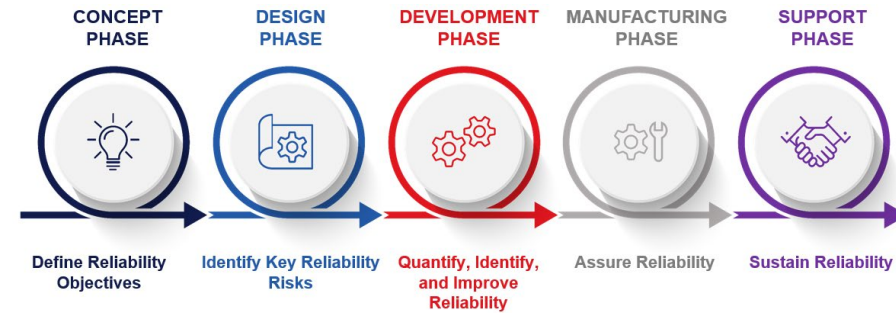 CONCEPT
PHASE
DESIGN
PHASE
DEVELOPMENT
PHASE
MANUFACTURING
PHASE
SUPPORT
PHASE
Define Reliability
Objectives
Identify Key Reliability
Risks
Quantify, Identify,
and Improve
Reliability
Assure Reliability
Sustain Reliability